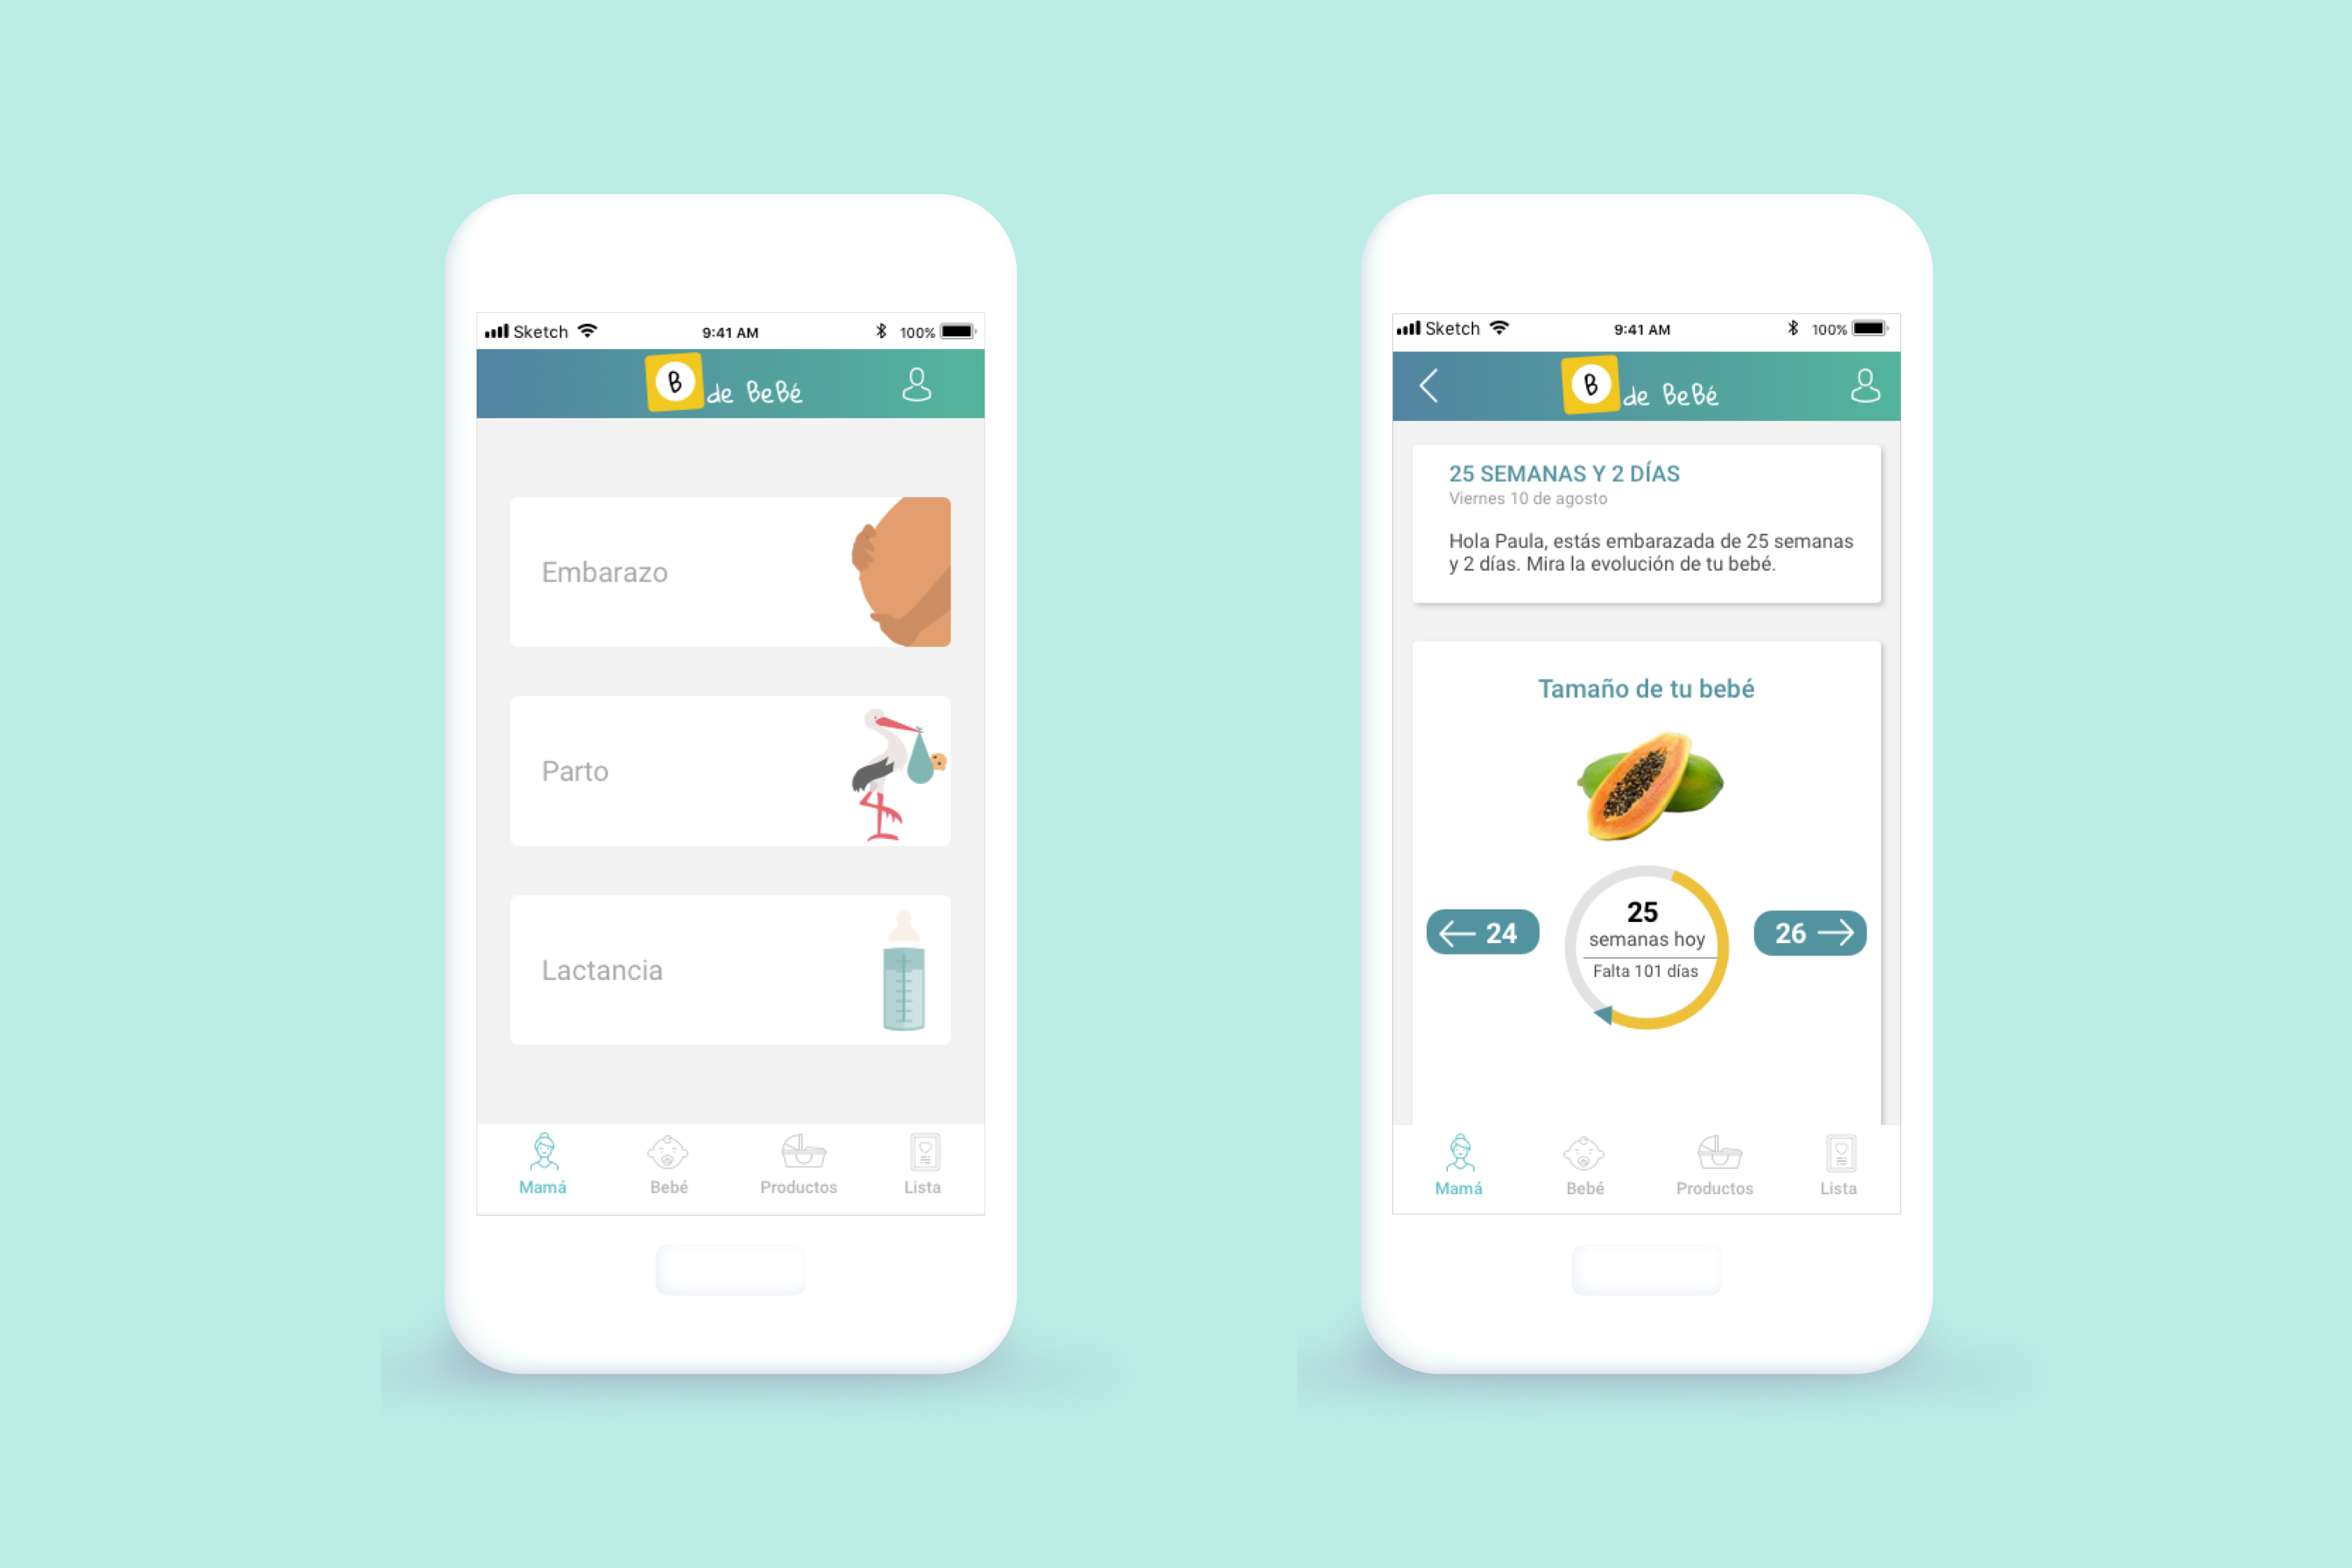 Sketch 9:41 AM 100%
B de BeBé
Embarazo
Parto
Lactancia
Mamá Bebé Productos Lista
Sketch 9:41 AM 100%
B de BeBé
25 SEMANAS Y 2 DÍAS
Viernes 10 de agosto
Hola Paula, estás embarazada de 25 semanas
y 2 días. Mira la evolución de tu bebé.
Tamaño de tu bebé
24
25
semanas hoy
Falta 101 días
26
Mamá Bebé Productos Lista